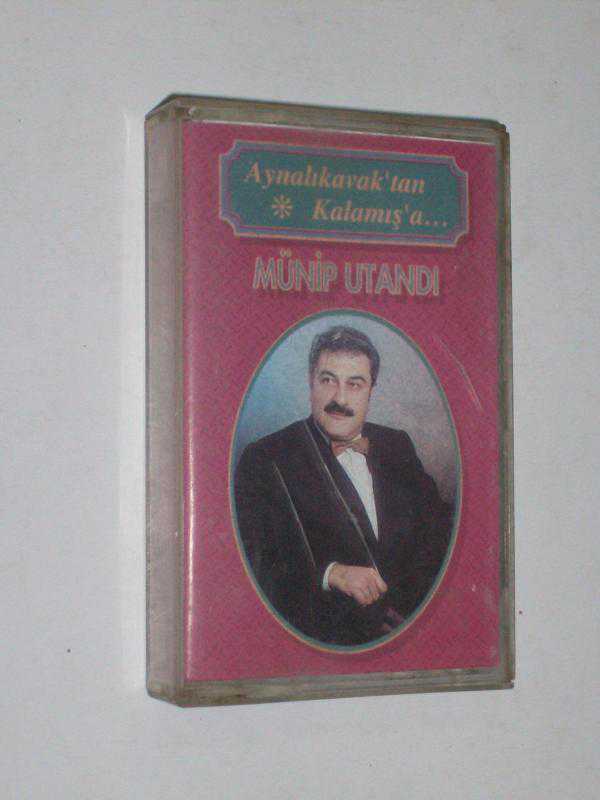 Aynalıkavak'tan
* Kalamış'a...
MÜNİP UTANDI